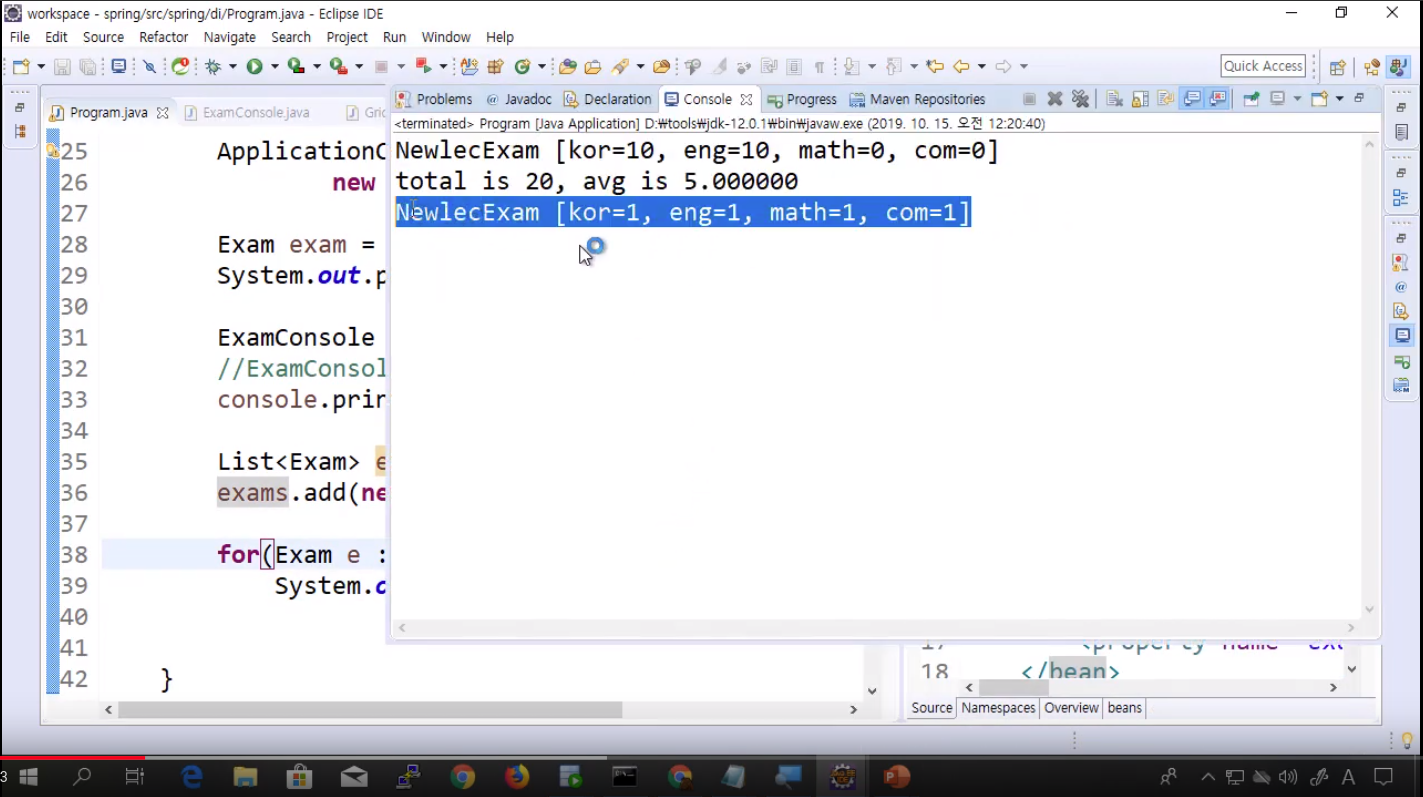 workspace - spring/src/spring/di/Program.java - Eclipse IDE
File Edit Source Refactor Navigate Search Project Run Window Help
Quick Access
Program.java ExamConsole.java Grid
Problems @ Javadoc Declaration Console Progress Maven Repositories
<terminated> Program [Java Application] D:₩tools₩jdk-12.0.1₩bin₩javaw.exe (2019. 10. 15. 오전 12:20:40)
NewlecExam [kor=10, eng=10, math=0, com=0]
total is 20, avg is 5.000000
NewlecExam [kor=1, eng=1, math=1, com=1]
25 ApplicationC
26 new
27
28 Exam exam =
29 System.out.p
30
31 ExamConsole
32 //ExamConsol
33 console.prin
34
35 List<Exam> e
36 exams.add(ne
37
38 for(Exam e :
39 System.o
40
41
42 }
17 <property name
18 </bean>
Source Namespaces Overview beans
3
A